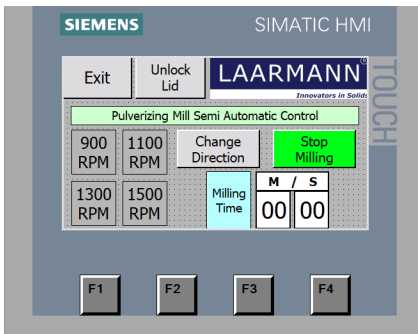 SIEMENS
SIMATIC HMI
TOUCH
Exit
Unlock
Lid
LAARMANN®
Innovators in Solids
Pulverizing Mill Semi Automatic Control
900
RPM
1100
RPM
Change
Direction
Stop
Milling
1300
RPM
1500
RPM
Milling
Time
M / S
00 00
F1
F2
F3
F4